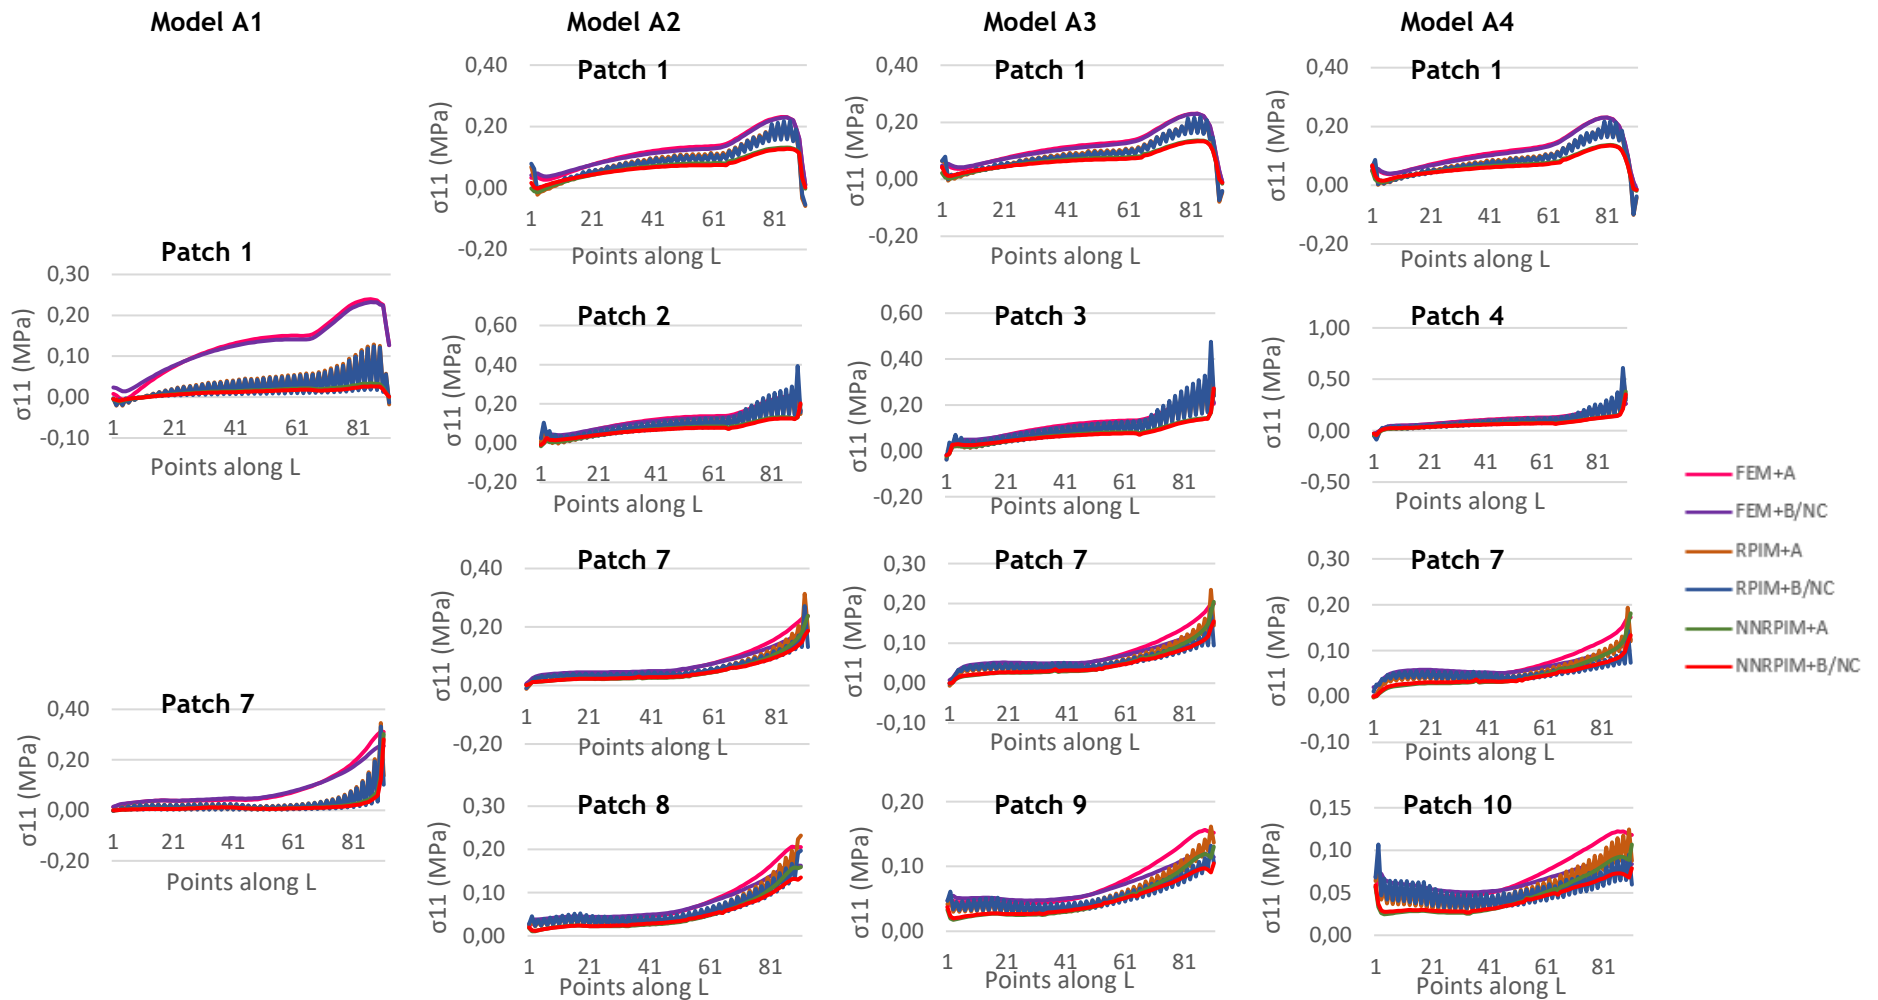 Model A1
Model A2
Model A3
Model A4
Patch 1
0,30
0,20
0,10
0,00
-0,10
σ11 (MPa)
1 21 41 61 81
Points along L
Patch 7
0,40
0,20
0,00
-0,20
σ11 (MPa)
1 21 41 61 81
Points along L
Patch 1
0,40
0,20
0,00
-0,20
σ11 (MPa)
1 21 41 61 81
Points along L
Patch 2
0,60
0,40
0,20
0,00
-0,20
σ11 (MPa)
1 21 41 61 81
Points along L
Patch 7
0,40
0,20
0,00
-0,20
σ11 (MPa)
1 21 41 61 81
Points along L
Patch 8
0,30
0,20
0,10
0,00
σ11 (MPa)
1 21 41 61 81
Points along L
Patch 1
0,40
0,20
0,00
-0,20
σ11 (MPa)
1 21 41 61 81
Points along L
Patch 3
0,60
0,40
0,20
0,00
-0,20
σ11 (MPa)
1 21 41 61 81
Points along L
Patch 7
0,30
0,20
0,10
0,00
-0,10
σ11 (MPa)
1 21 41 61 81
Points along L
Patch 9
0,20
0,10
0,00
σ11 (MPa)
1 21 41 61 81
Points along L
Patch 1
0,40
0,20
0,00
-0,20
σ11 (MPa)
1 21 41 61 81
Points along L
Patch 4
1,00
0,50
0,00
-0,50
σ11 (MPa)
1 21 41 61 81
Points along L
Patch 7
0,30
0,20
0,10
0,00
-0,10
σ11 (MPa)
1 21 41 61 81
Points along L
Patch 10
0,15
0,10
0,05
0,00
σ11 (MPa)
1 21 41 61 81
Points along L
FEM+A
FEM+B/NC
RPIM+A
RPIM+B/NC
NNRPIM+A
NNRPIM+B/NC